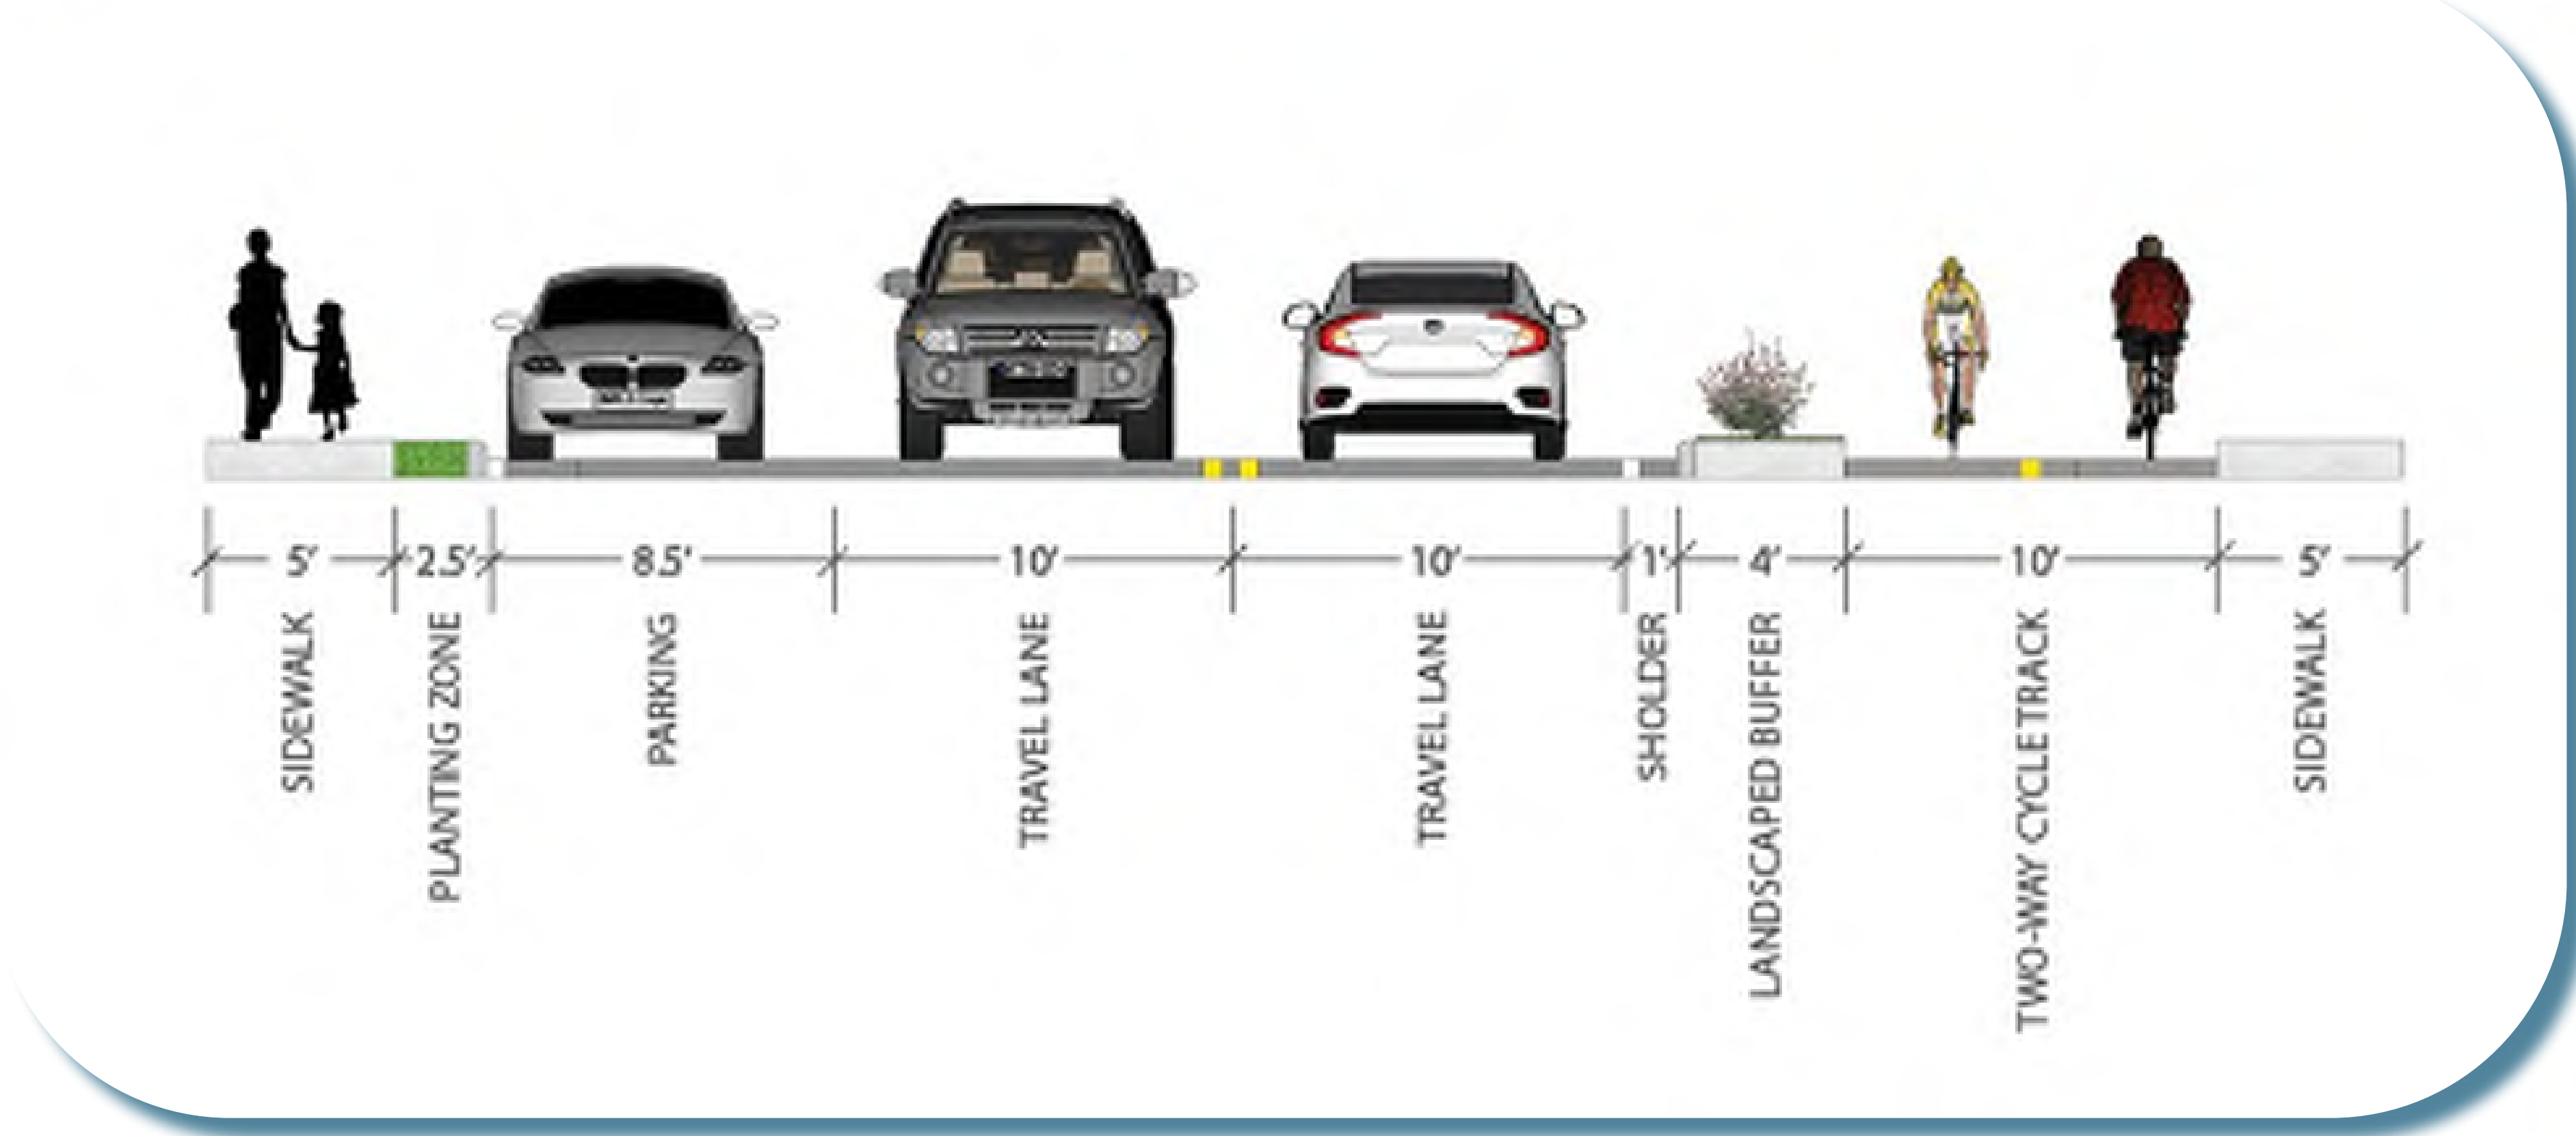 5'
2.5'
8.5'
10'
10'
1'
4'
10'
5'
SIDEWALK
PLANTING ZONE
PARKING
TRAVEL LANE
TRAVEL LANE
SHOLDER
LANDSCAPED BUFFER
TWO-WAY CYCLE TRACK
SIDEWALK